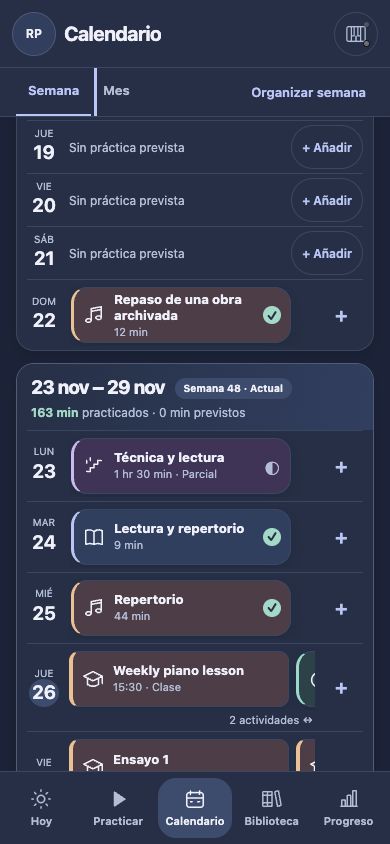 RP
Calendario
Semana
Mes
Organizar semana
JUE
19
Sin práctica prevista
+ Añadir
VIE
20
Sin práctica prevista
+ Añadir
SÁB
21
Sin práctica prevista
+ Añadir
DOM
22
Repaso de una obra
archivada
12 min
+
23 nov – 29 nov
Semana 48 · Actual
163 min practicados · 0 min previstos
LUN
23
Técnica y lectura
1 hr 30 min · Parcial
+
MAR
24
Lectura y repertorio
9 min
+
MIÉ
25
Repertorio
44 min
+
JUE
26
Weekly piano lesson
15:30 · Clase
+
2 actividades ↔
VIE
Ensayo 1
Hoy
Practicar
Calendario
Biblioteca
Progreso